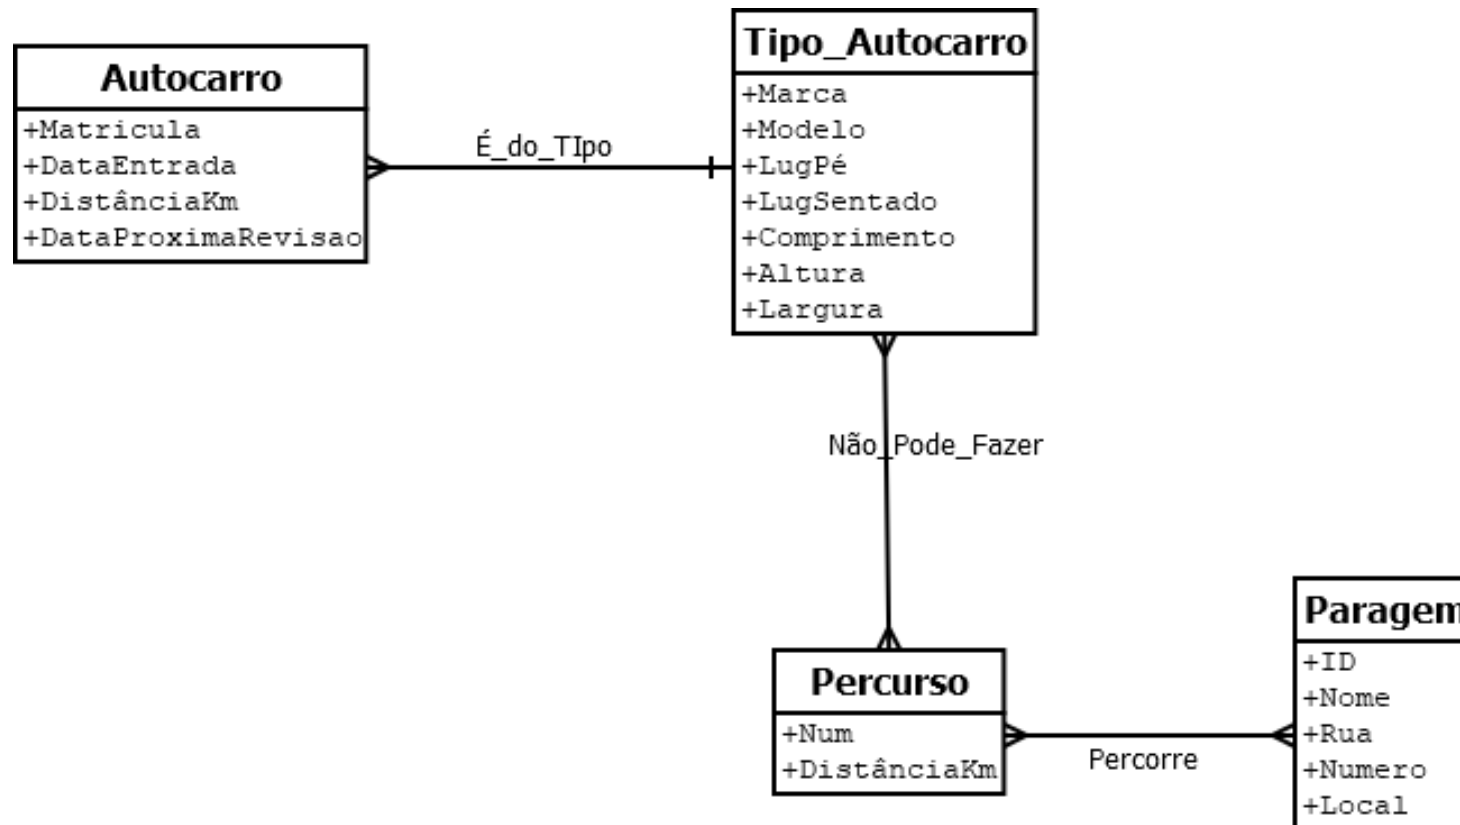 Autocarro
+Matricula
+DataEntrada
+DistânciaKm
+DataProximaRevisao
É_do_TIpo
Tipo_Autocarro
+Marca
+Modelo
+LugPé
+LugSentado
+Comprimento
+Altura
+Largura
Não_Pode_Fazer
Percurso
+Num
+DistânciaKm
Percorre
Paragem
+ID
+Nome
+Rua
+Numero
+Local